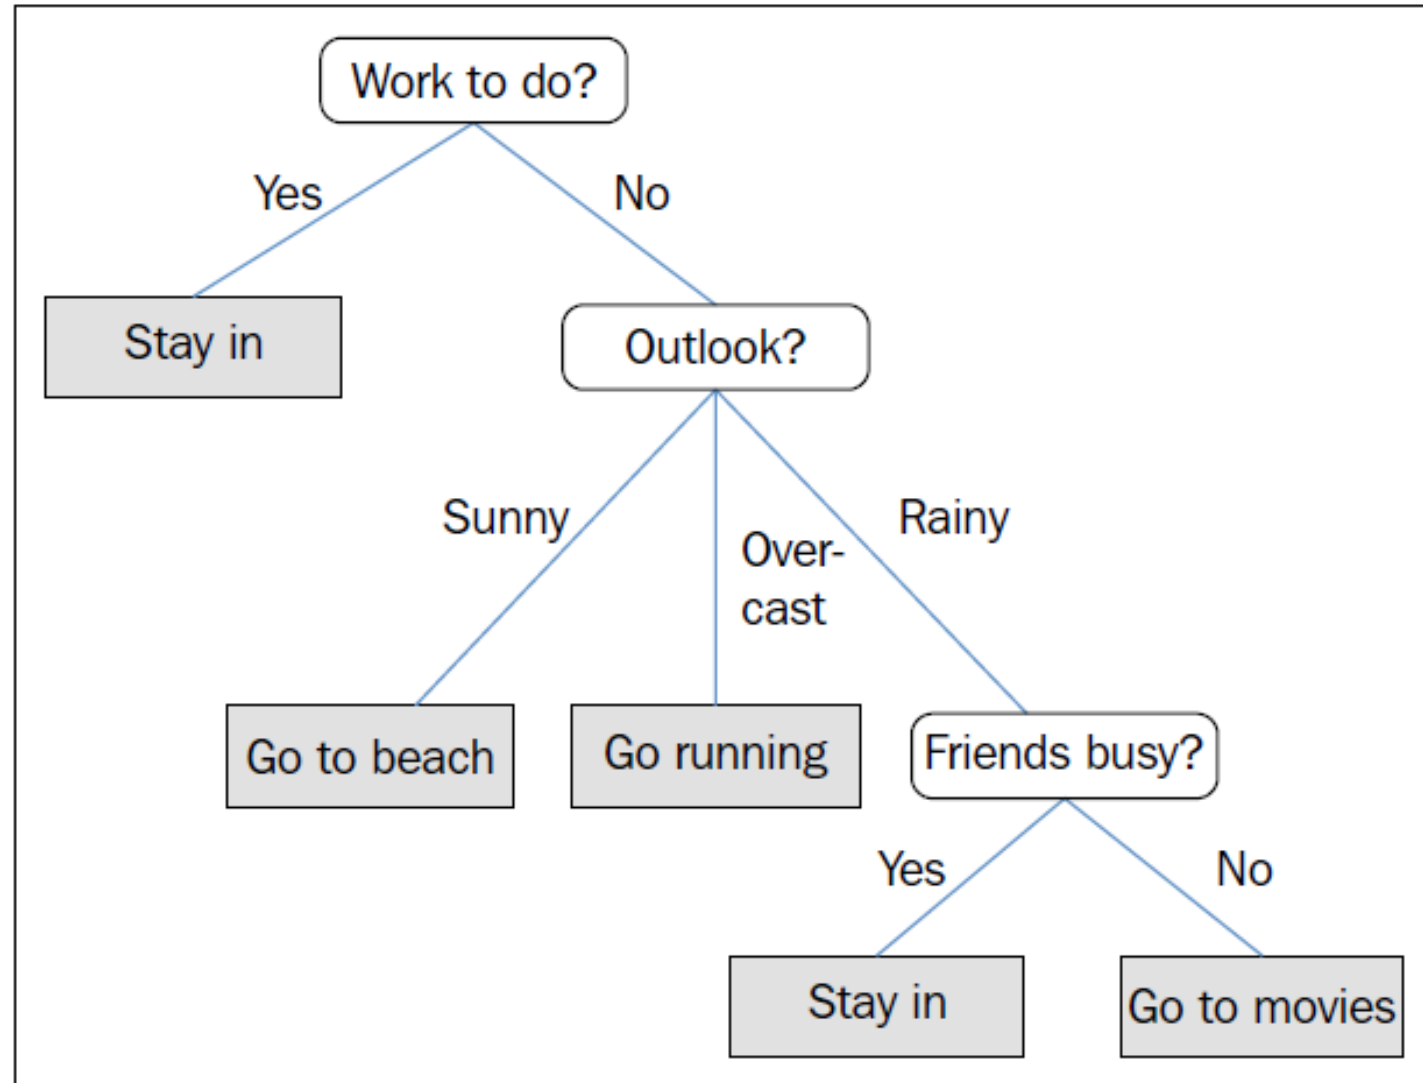 Work to do?
Yes
No
Stay in
Outlook?
Sunny
Over-
cast
Rainy
Go to beach
Go running
Friends busy?
Yes
No
Stay in
Go to movies